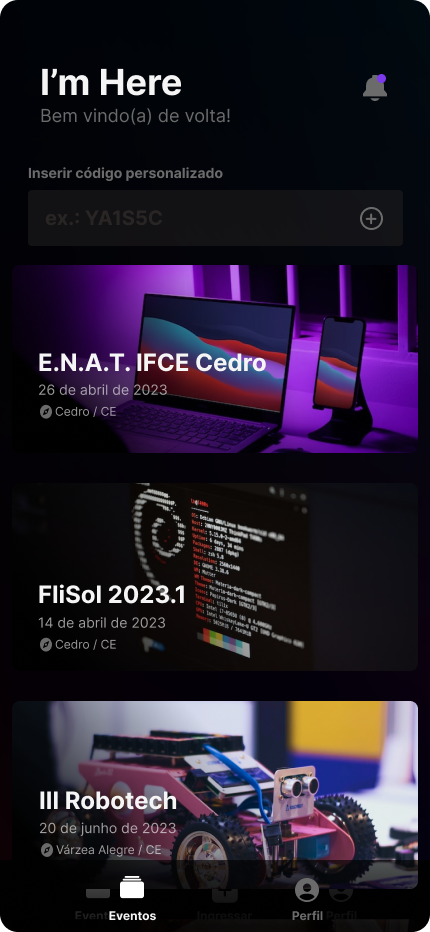 I’m Here
Bem vindo(a) de volta!
Inserir código personalizado
ex.: YA1S5C
E.N.A.T. IFCE Cedro
26 de abril de 2023
Cedro / CE
FliSol 2023.1
14 de abril de 2023
Cedro / CE
III Robotech
20 de junho de 2023
Várzea Alegre / CE
Eventos
Ingressar
Perfil
Perfil